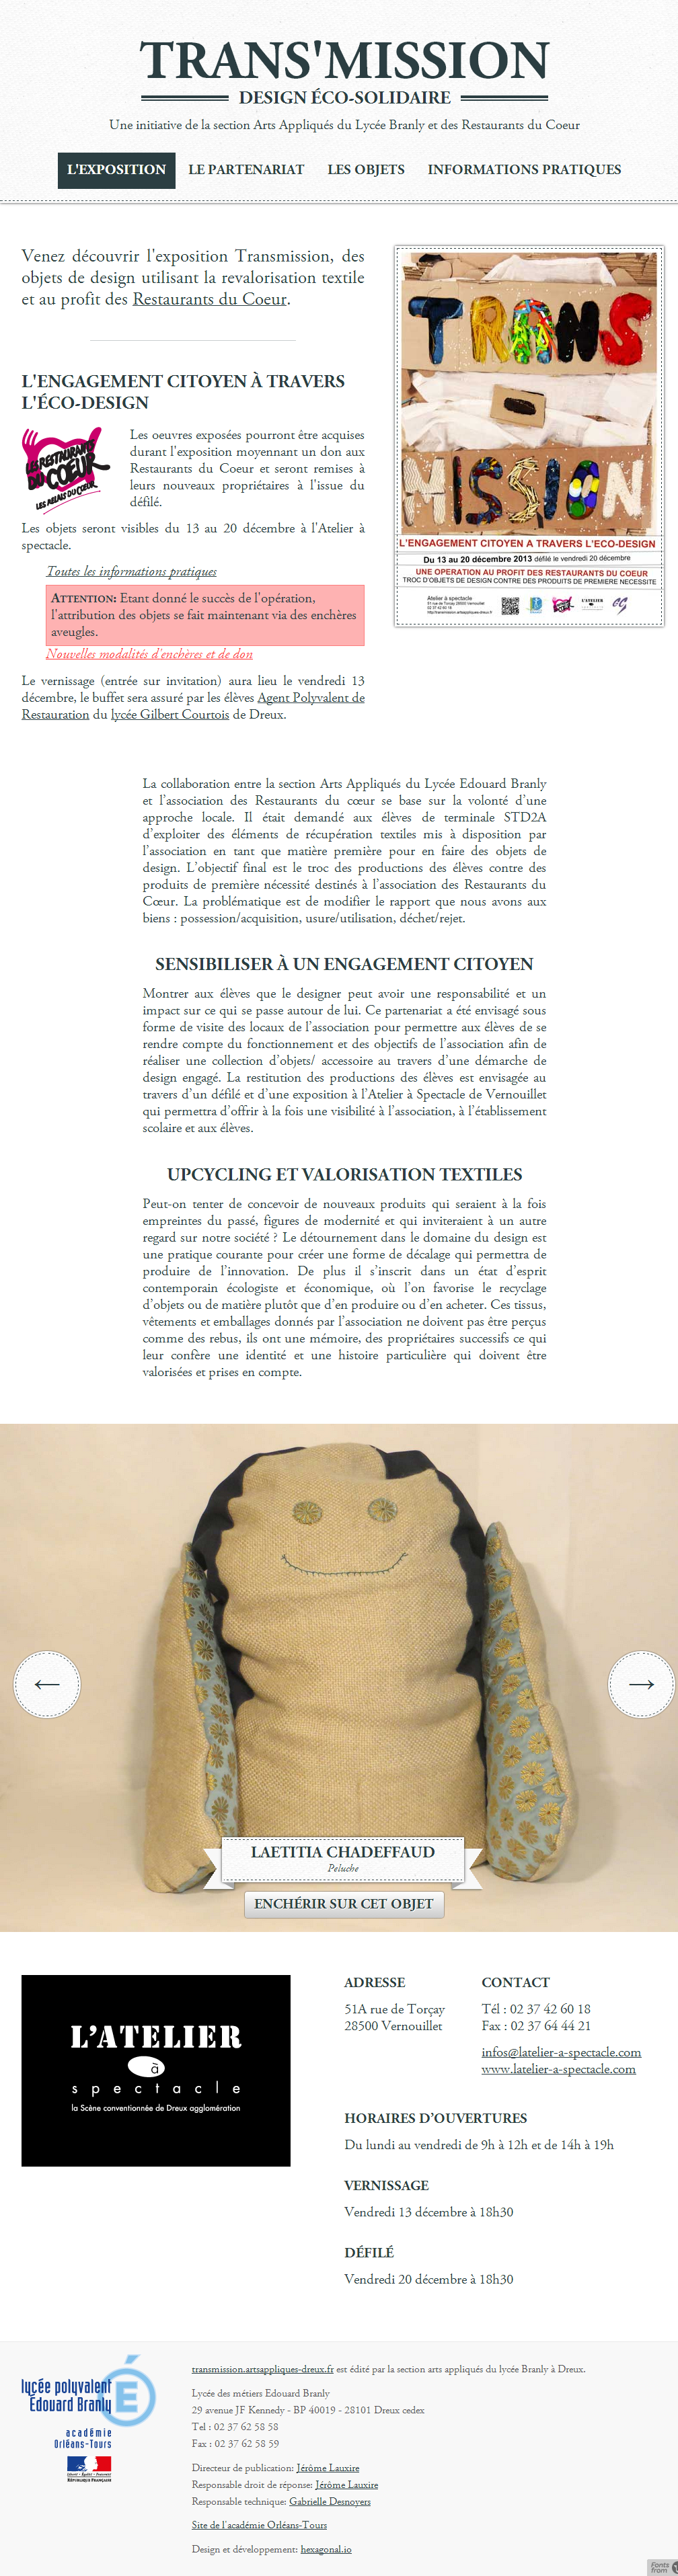 TRANS'MISSION
DESIGN ÉCO-SOLIDAIRE
Une initiative de la section Arts Appliqués du Lycée Branly et des Restaurants du Coeur
L'EXPOSITION LE PARTENARIAT LES OBJETS INFORMATIONS PRATIQUES
Venez découvrir l'exposition Transmission, des
objets de design utilisant la revalorisation textile
et au profit des Restaurants du Coeur.
L'ENGAGEMENT CITOYEN À TRAVERS
L'ÉCO-DESIGN
LES RESTAURANTS
DU COEUR
LES RELAIS DU COEUR
Les oeuvres exposées pourront être acquises
durant l'exposition moyennant un don aux
Restaurants du Coeur et seront remises à
leurs nouveaux propriétaires à l'issue du
défilé.
Les objets seront visibles du 13 au 20 décembre à l'Atelier à
spectacle.
Toutes les informations pratiques
ATTENTION: Etant donné le succès de l'opération,
l'attribution des objets se fait maintenant via des enchères
aveugles.
Nouvelles modalités d'enchères et de don
Le vernissage (entrée sur invitation) aura lieu le vendredi 13
décembre, le buffet sera assuré par les élèves Agent Polyvalent de
Restauration du lycée Gilbert Courtois de Dreux.
TRANS
MISSION
L'ENGAGEMENT CITOYEN A TRAVERS L'ECO-DESIGN
Du 13 au 20 décembre 2013 défilé le vendredi 20 décembre
UNE OPERATION AU PROFIT DES RESTAURANTS DU COEUR
TROC D'OBJETS DE DESIGN CONTRE DES PRODUITS DE PREMIERE NECESSITE
Atelier à spectacle
51 rue de Torçay 28500 Vernouillet
02 37 42 60 18
http://transmission.artsappliques-dreux.fr
La collaboration entre la section Arts Appliqués du Lycée Edouard Branly
et l’association des Restaurants du cœur se base sur la volonté d’une
approche locale. Il était demandé aux élèves de terminale STD2A
d’exploiter des éléments de récupération textiles mis à disposition par
l’association en tant que matière première pour en faire des objets de
design. L’objectif final est le troc des productions des élèves contre des
produits de première nécessité destinés à l’association des Restaurants du
Cœur. La problématique est de modifier le rapport que nous avons aux
biens : possession/acquisition, usure/utilisation, déchet/rejet.
SENSIBILISER À UN ENGAGEMENT CITOYEN
Montrer aux élèves que le designer peut avoir une responsabilité et un
impact sur ce qui se passe autour de lui. Ce partenariat a été envisagé sous
forme de visite des locaux de l’association pour permettre aux élèves de se
rendre compte du fonctionnement et des objectifs de l’association afin de
réaliser une collection d’objets/ accessoire au travers d’une démarche de
design engagé. La restitution des productions des élèves est envisagée au
travers d’un défilé et d’une exposition à l’Atelier à Spectacle de Vernouillet
qui permettra d’offrir à la fois une visibilité à l’association, à l’établissement
scolaire et aux élèves.
UPCYCLING ET VALORISATION TEXTILES
Peut-on tenter de concevoir de nouveaux produits qui seraient à la fois
empreintes du passé, figures de modernité et qui inviteraient à un autre
regard sur notre société ? Le détournement dans le domaine du design est
une pratique courante pour créer une forme de décalage qui permettra de
produire de l’innovation. De plus il s’inscrit dans un état d’esprit
contemporain écologiste et économique, où l’on favorise le recyclage
d’objets ou de matière plutôt que d’en produire ou d’en acheter. Ces tissus,
vêtements et emballages donnés par l’association ne doivent pas être perçus
comme des rebus, ils ont une mémoire, des propriétaires successifs ce qui
leur confère une identité et une histoire particulière qui doivent être
valorisées et prises en compte.
← →
LAETITIA CHADEFFAUD
Peluche
ENCHÉRIR SUR CET OBJET
L'ATELIER
à
spectacle
la Scène conventionnée de Dreux agglomération
ADRESSE
51A rue de Torçay
28500 Vernouillet
CONTACT
Tél : 02 37 42 60 18
Fax : 02 37 64 44 21
infos@latelier-a-spectacle.com
www.latelier-a-spectacle.com
HORAIRES D’OUVERTURES
Du lundi au vendredi de 9h à 12h et de 14h à 19h
VERNISSAGE
Vendredi 13 décembre à 18h30
DÉFILÉ
Vendredi 20 décembre à 18h30
lycée polyvalent
Edouard Branly
académie
Orléans-Tours
Liberté • Égalité • Fraternité
RÉPUBLIQUE FRANÇAISE
transmission.artsappliques-dreux.fr est édité par la section arts appliqués du lycée Branly à Dreux.
Lycée des métiers Edouard Branly
29 avenue JF Kennedy - BP 40019 - 28101 Dreux cedex
Tel : 02 37 62 58 58
Fax : 02 37 62 58 59
Directeur de publication: Jérôme Lauxire
Responsable droit de réponse: Jérôme Lauxire
Responsable technique: Gabrielle Desnoyers
Site de l'académie Orléans-Tours
Design et développement: hexagonal.io
Fonts
from